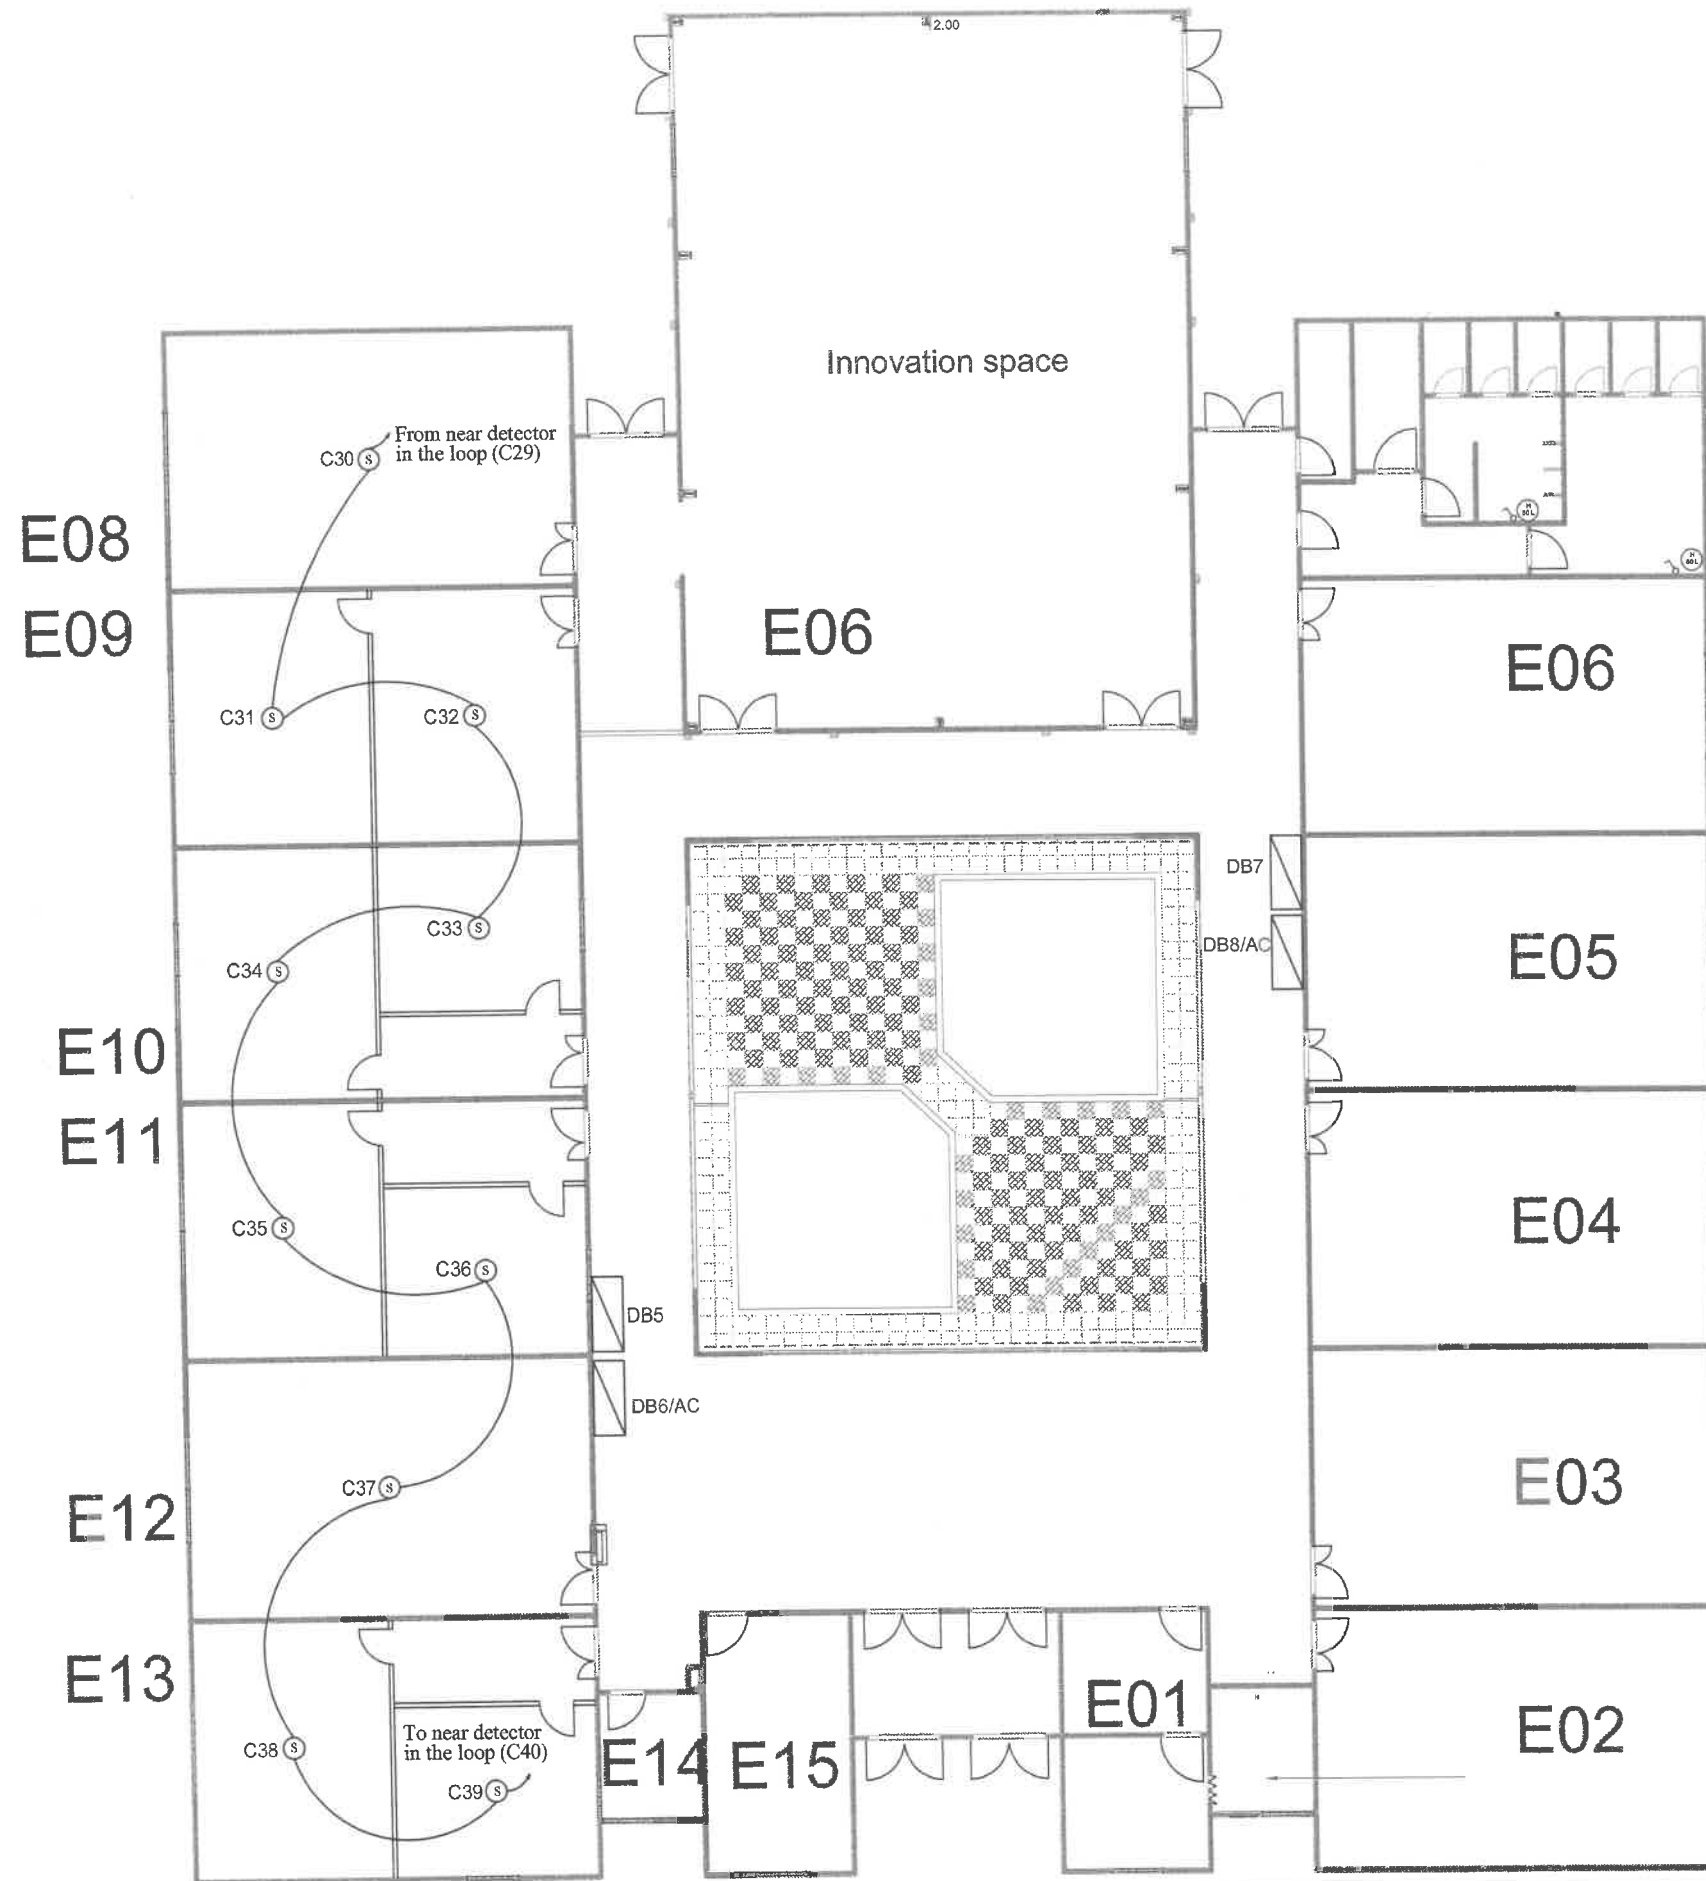 2.00
Innovation space
From near detector
in the loop (C29)
C30 S
E08
H
50 L
H
50 L
E09
E06
E06
C31 S
C32 S
DB7
C33 S
DB8/AC
E05
C34 S
E10
E11
E04
C35 S
C36 S
DB5
DB6/AC
C37 S
E03
E12
E13
E01
To near detector
in the loop (C40)
E02
C38 S
E14
E15
C39 S